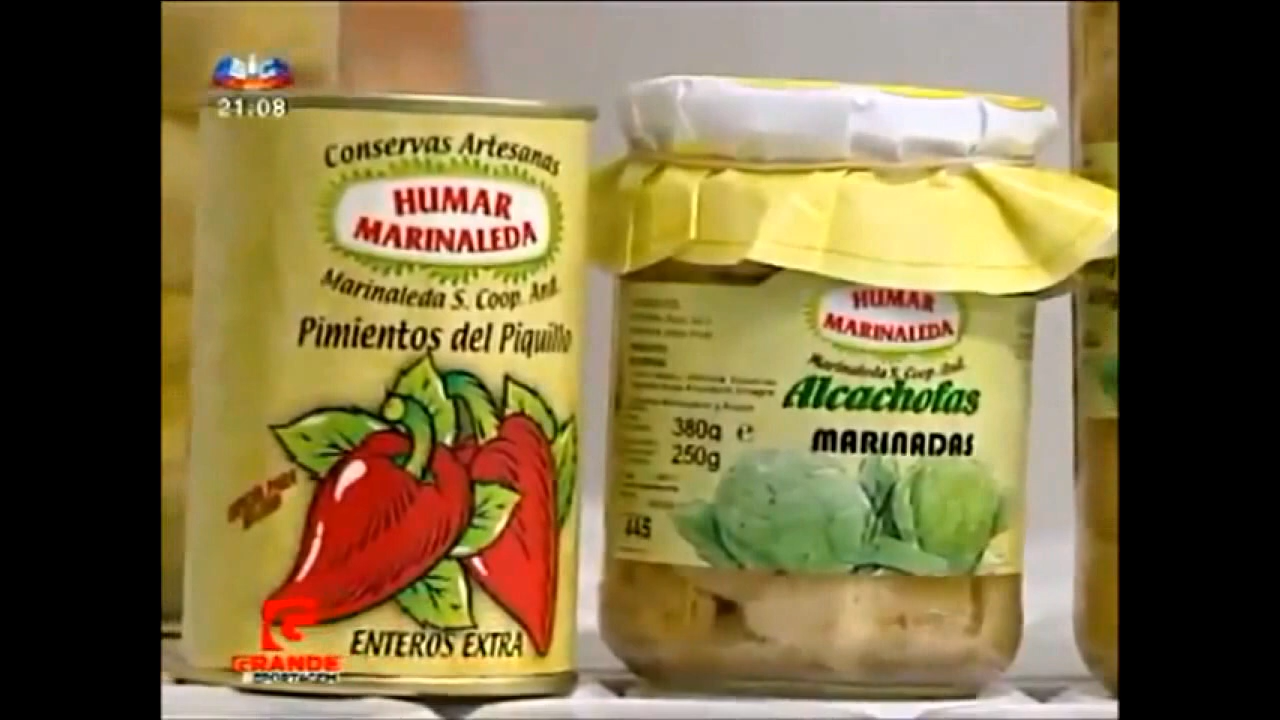 SIC
21:08
Conservas Artesanas
HUMAR
MARINALEDA
Marinaleda S. Coop. And.
Pimientos del Piquillo
ENTEROS EXTRA
GRANDE
REPORTAGEM
HUMAR
MARINALEDA
Marinaleda S. Coop. And.
Alcachofas
MARINADAS
380g e
250g
445